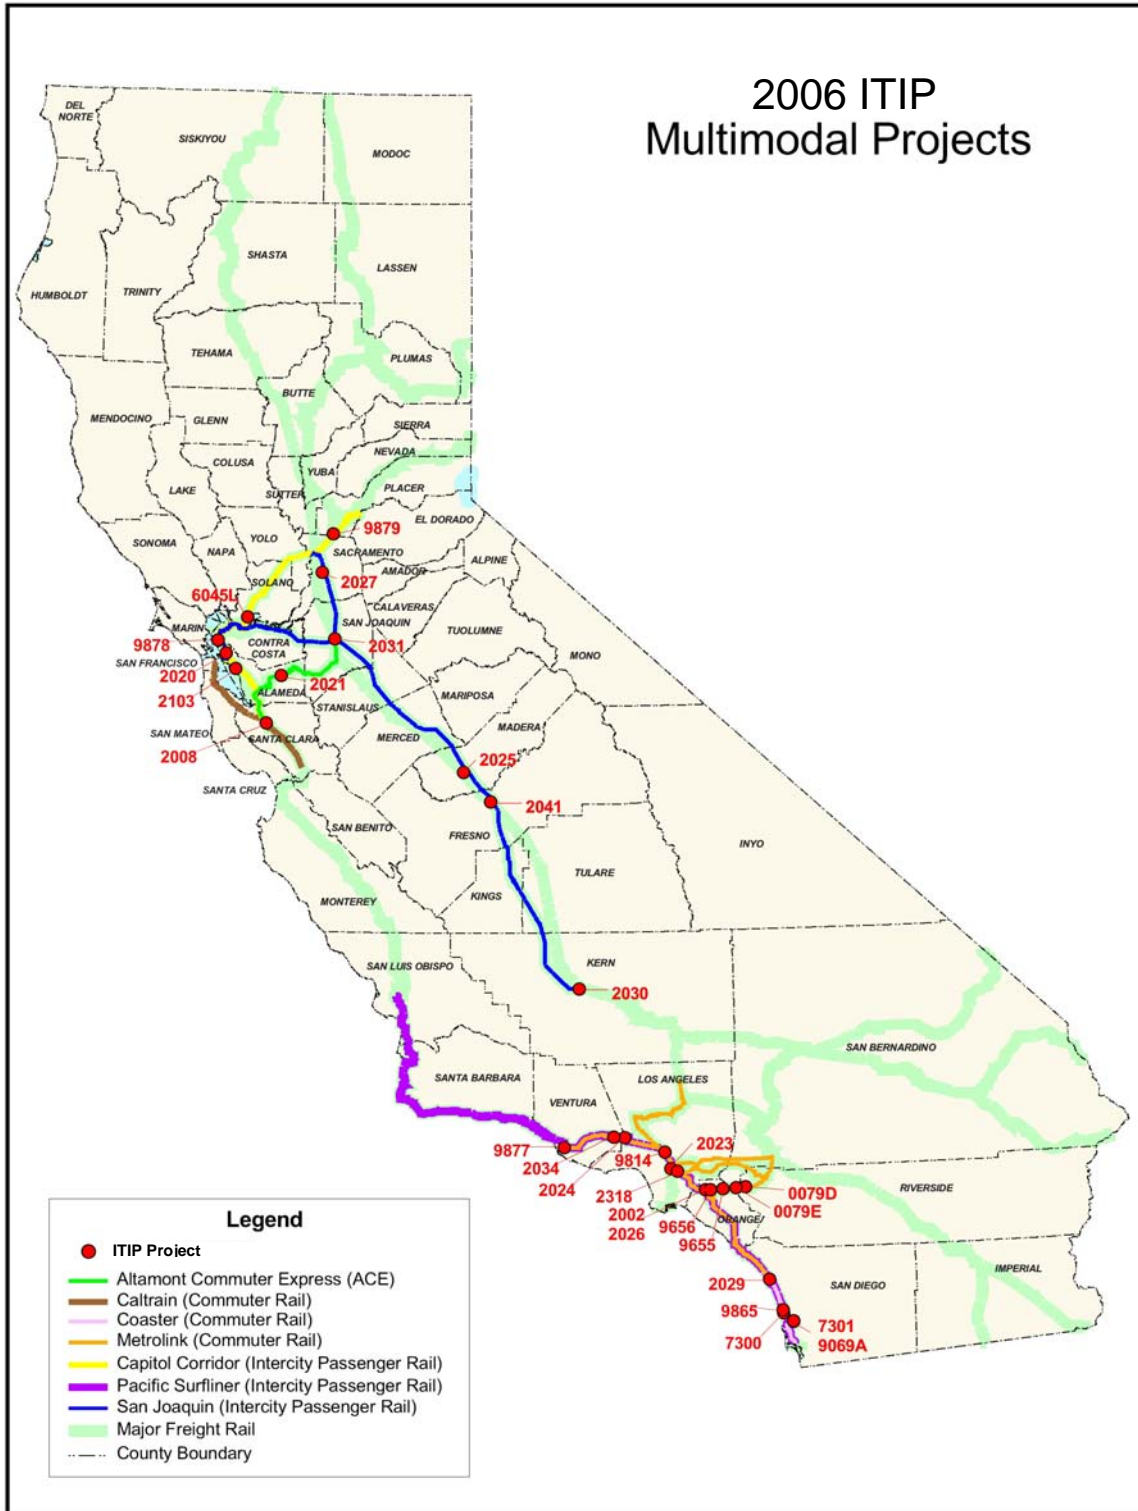 2006 ITIP
Multimodal Projects
DEL
NORTE
SISKIYOU
MODOC
SHASTA
LASSEN
HUMBOLDT
TRINITY
TEHAMA
PLUMAS
BUTTE
MENDOCINO
GLENN
SIERRA
COLUSA
NEVADA
YUBA
LAKE
SUTTER
PLACER
EL DORADO
9879
SONOMA
NAPA
YOLO
SACRAMENTO
ALPINE
AMADOR
2027
SOLANO
6045L
CALAVERAS
MARIN
SAN JOAQUIN
TUOLUMNE
9878
CONTRA
COSTA
2031
MONO
SAN FRANCISCO
2020
2021
ALAMEDA
2103
MARIPOSA
STANISLAUS
SAN MATEO
SANTA CLARA
MERCED
MADERA
2008
2025
SANTA CRUZ
2041
SAN BENITO
FRESNO
INYO
TULARE
KINGS
MONTEREY
SAN LUIS OBISPO
KERN
2030
SAN BERNARDINO
SANTA BARBARA
LOS ANGELES
VENTURA
9877
2023
2034
9814
2024
2318
0079D
RIVERSIDE
2002
9656
0079E
2026
9655
ORANGE
IMPERIAL
2029
SAN DIEGO
9865
7301
7300
9069A
Legend
ITIP Project
Altamont Commuter Express (ACE)
Caltrain (Commuter Rail)
Coaster (Commuter Rail)
Metrolink (Commuter Rail)
Capitol Corridor (Intercity Passenger Rail)
Pacific Surfliner (Intercity Passenger Rail)
San Joaquin (Intercity Passenger Rail)
Major Freight Rail
County Boundary